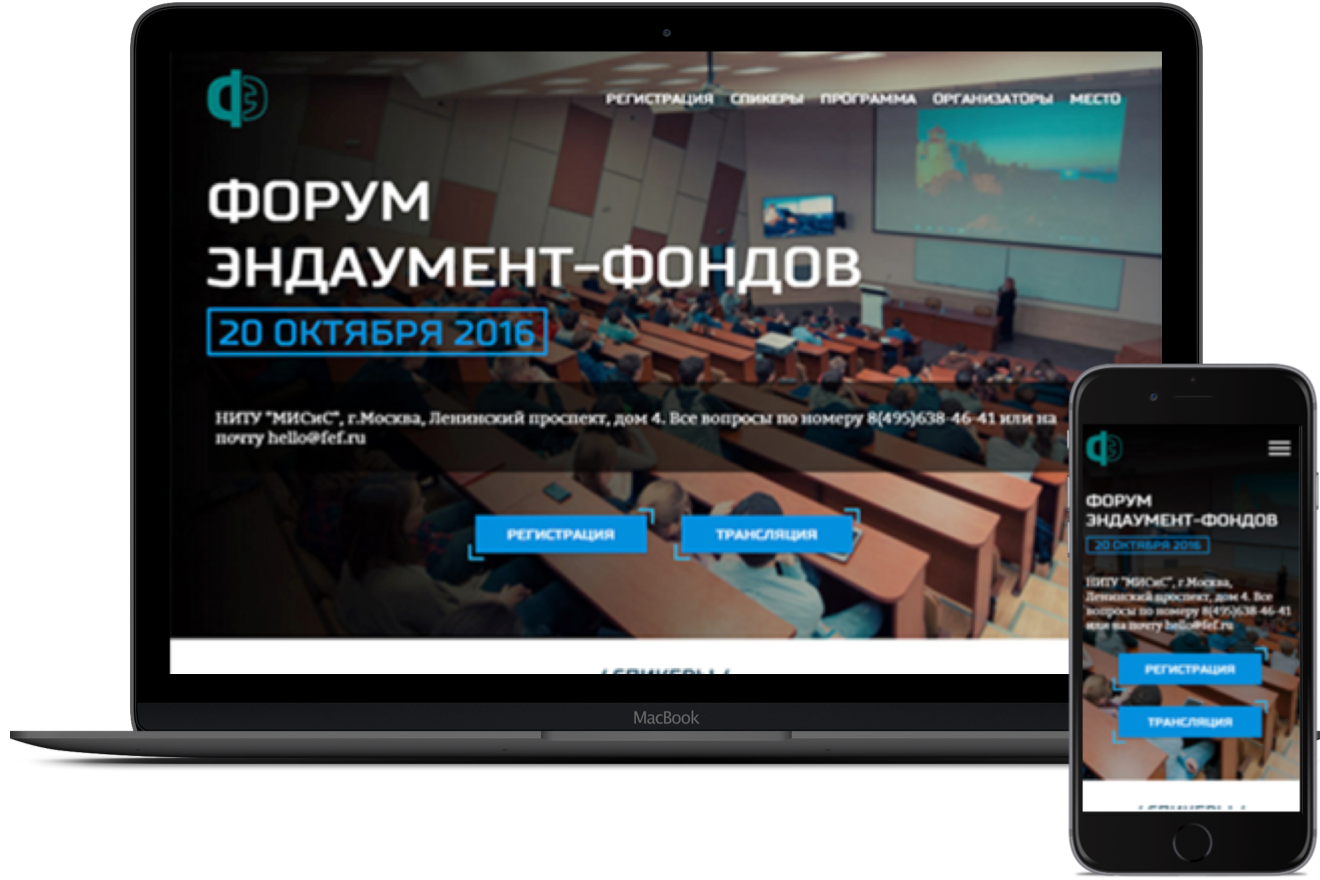 РЕГИСТРАЦИЯ СПИКЕРЫ ПРОГРАММА ОРГАНИЗАТОРЫ МЕСТО
ФОРУМ
ЭНДАУМЕНТ-ФОНДОВ
20 ОКТЯБРЯ 2016
НИТУ "МИСиС", г.Москва, Ленинский проспект, дом 4. Все вопросы по номеру 8(495)638-46-41 или на
почту hello@fef.ru
РЕГИСТРАЦИЯ ТРАНСЛЯЦИЯ
/ СПИКЕРЫ /
MacBook
ФОРУМ
ЭНДАУМЕНТ-ФОНДОВ
20 ОКТЯБРЯ 2016
НИТУ "МИСиС", г.Москва,
Ленинский проспект, дом 4. Все
вопросы по номеру 8(495)638-46-41
или на почту hello@fef.ru
РЕГИСТРАЦИЯ
ТРАНСЛЯЦИЯ
/ СПИКЕРЫ /